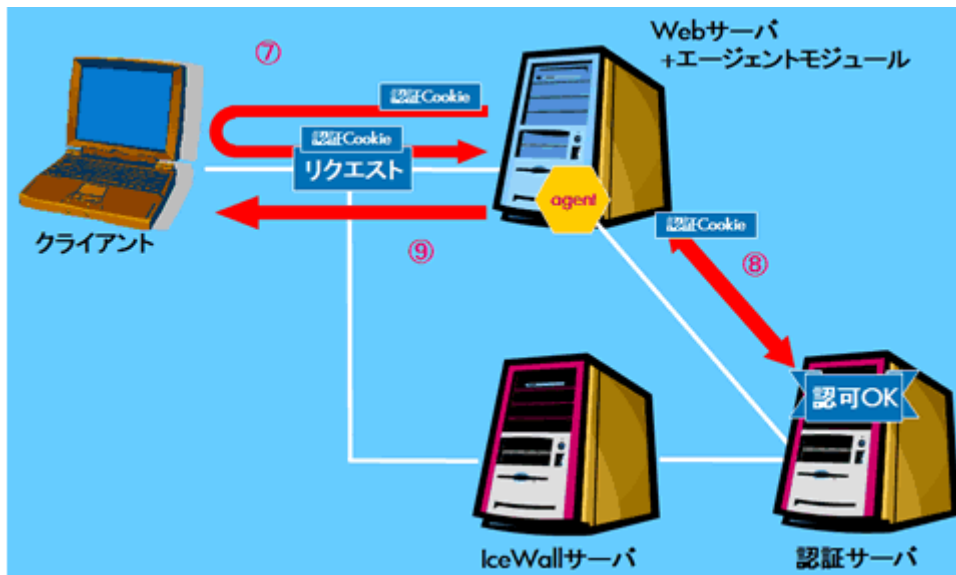 Webサーバ
+エージェントモジュール
⑦
認証Cookie
認証Cookie
リクエスト
agent
クライアント
⑨
認証Cookie
⑧
認可OK
IceWallサーバ
認証サーバ